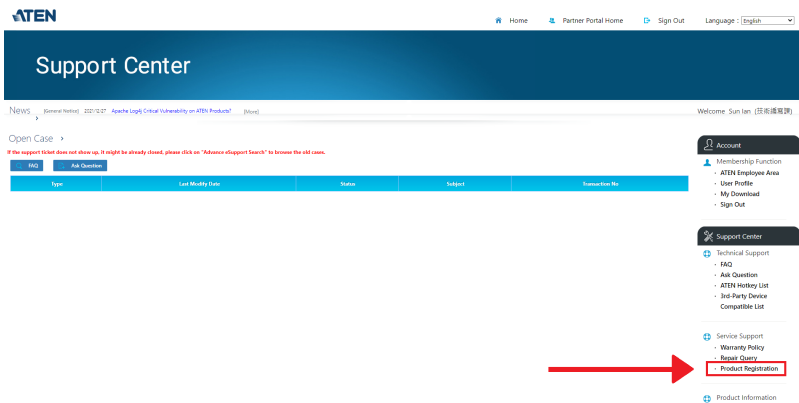 ATEN
Home
Partner Portal Home
Sign Out
Language : English
Support Center
News
[General Notice] 2021/12/27 Apache Log4j Critical Vulnerability on ATEN Products? [More]
Welcome Sun Ian (技術編寫課)
Open Case
If the support ticket does not show up, it might be already closed, please click on "Advance eSupport Search" to browse the old cases.
FAQ
Ask Question
Type Last Modify Date Status Subject Transaction No
Account
Membership Function
ATEN Employee Area
User Profile
My Download
Sign Out
Support Center
Technical Support
FAQ
Ask Question
ATEN Hotkey List
3rd-Party Device
Compatible List
Service Support
Warranty Policy
Repair Query
Product Registration
Product Information